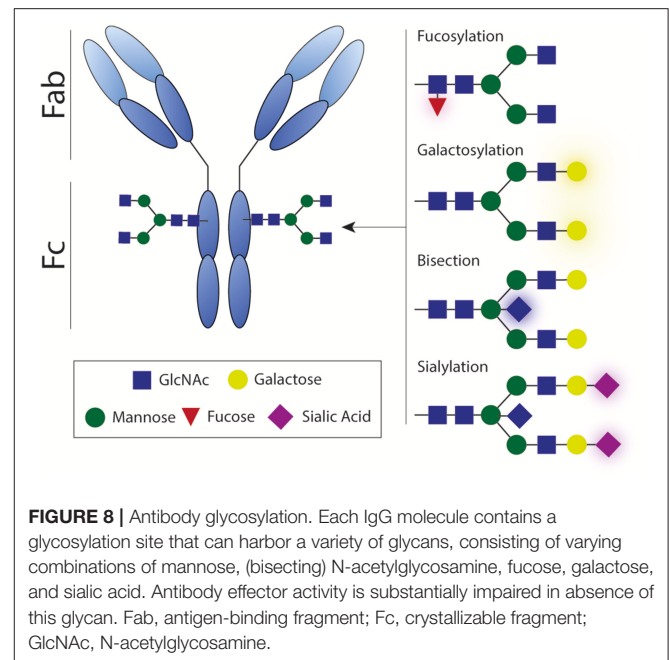 Fab
Fc
Fucosylation
Galactosylation
Bisection
Sialylation
GlcNAc Galactose
Mannose Fucose Sialic Acid
FIGURE 8 | Antibody glycosylation. Each IgG molecule contains a
glycosylation site that can harbor a variety of glycans, consisting of varying
combinations of mannose, (bisecting) N-acetylglycosamine, fucose, galactose,
and sialic acid. Antibody effector activity is substantially impaired in absence of
this glycan. Fab, antigen-binding fragment; Fc, crystallizable fragment;
GlcNAc, N-acetylglycosamine.